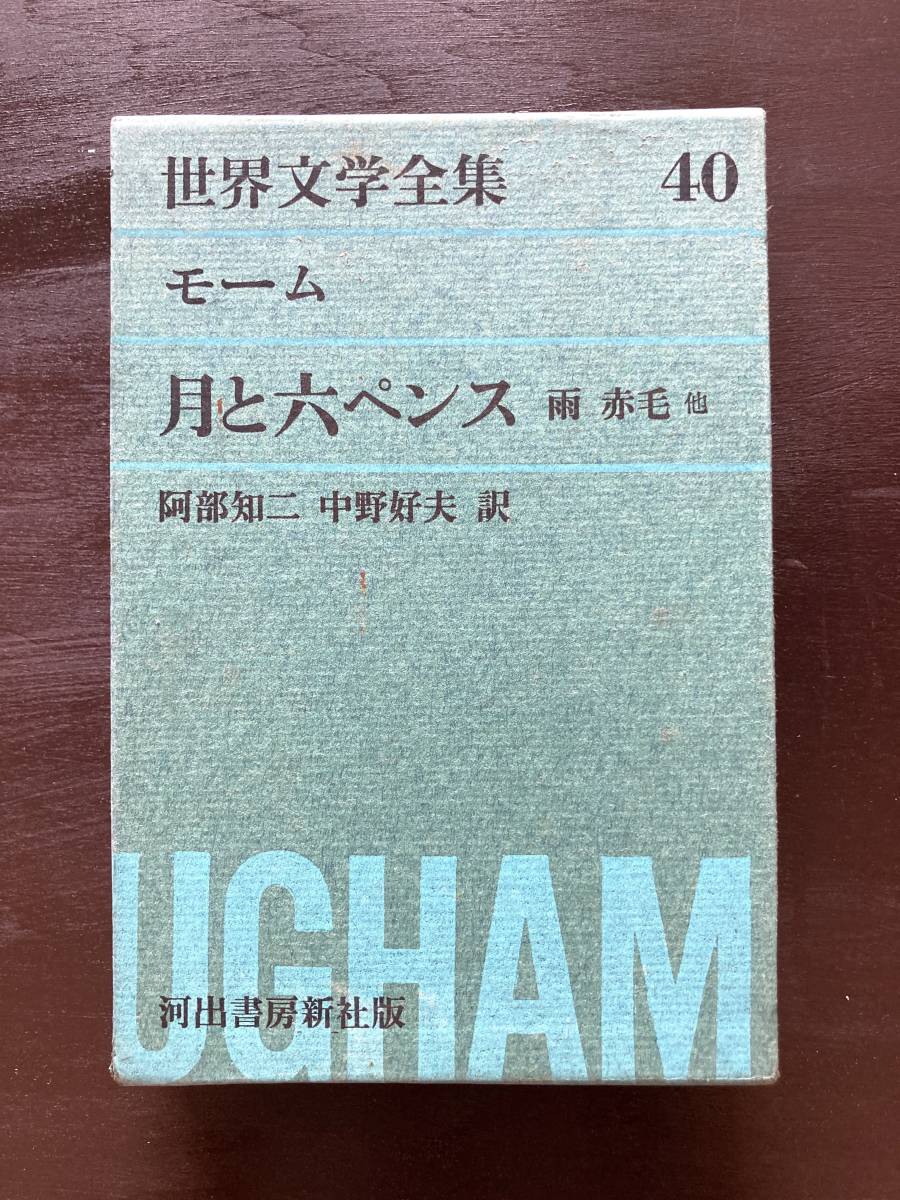 世界文学全集 40
モーム
月と六ペンス 雨 赤毛 他
阿部知二 中野好夫 訳
UGHAM
河出書房新社版